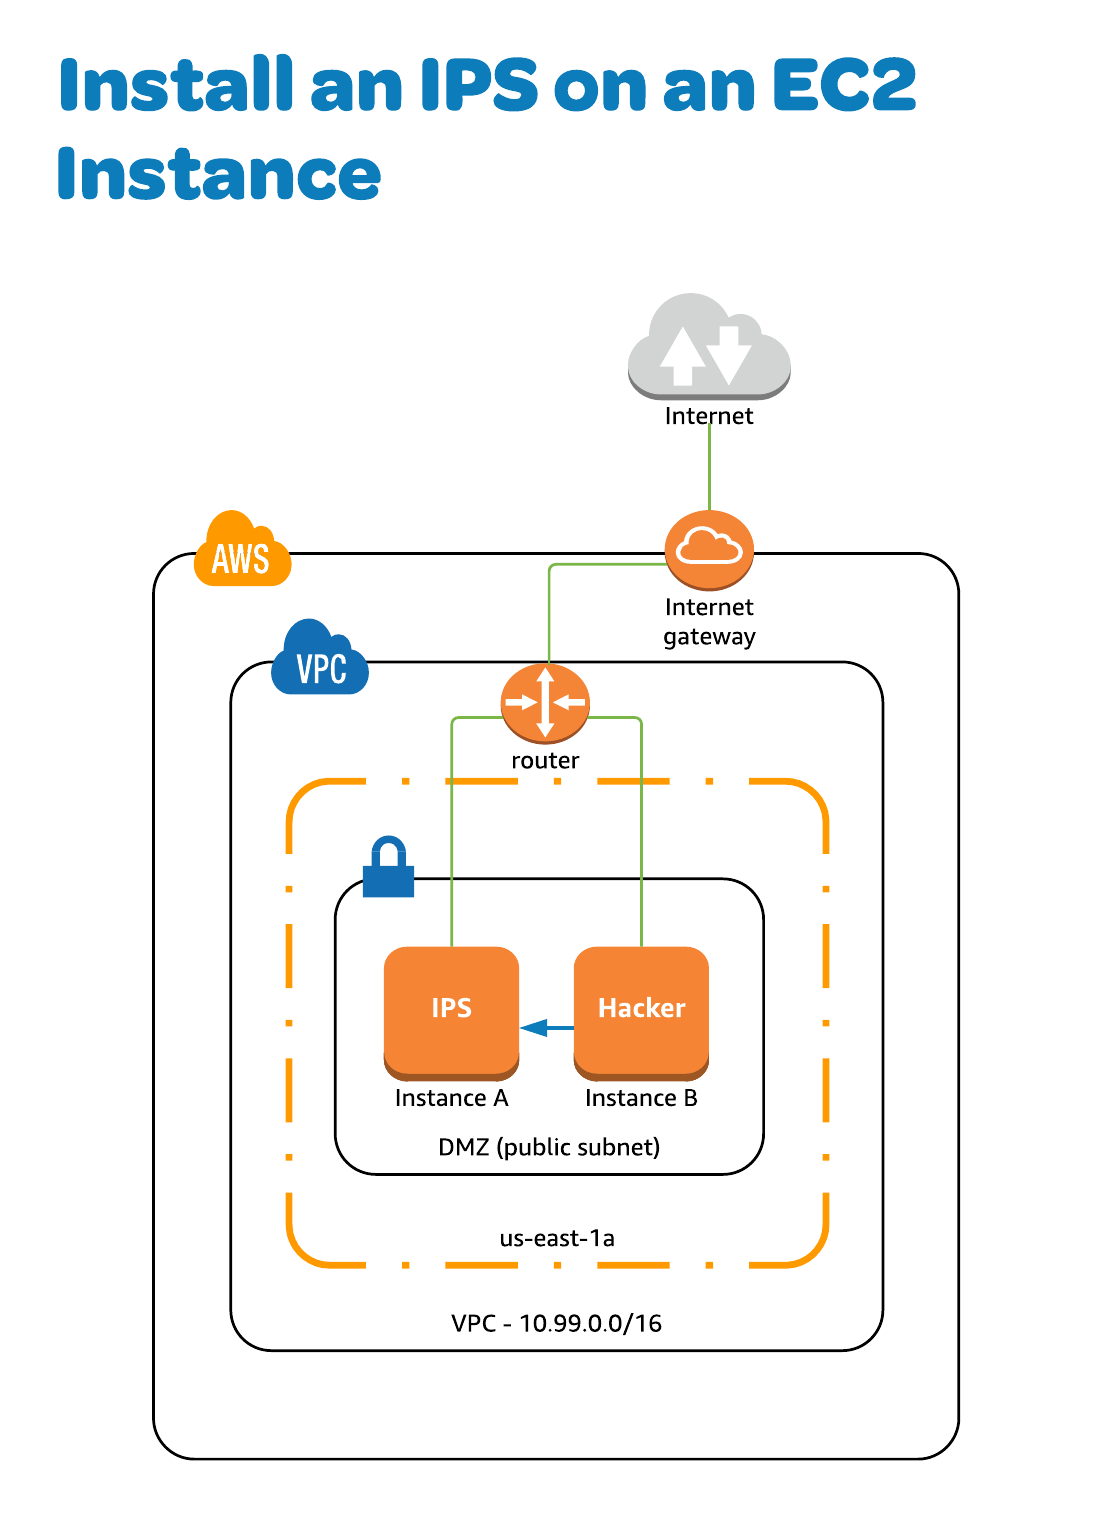 Install an IPS on an EC2
Instance
Internet
AWS
Internet
gateway
VPC
router
IPS
Hacker
Instance A
Instance B
DMZ (public subnet)
us-east-1a
VPC - 10.99.0.0/16